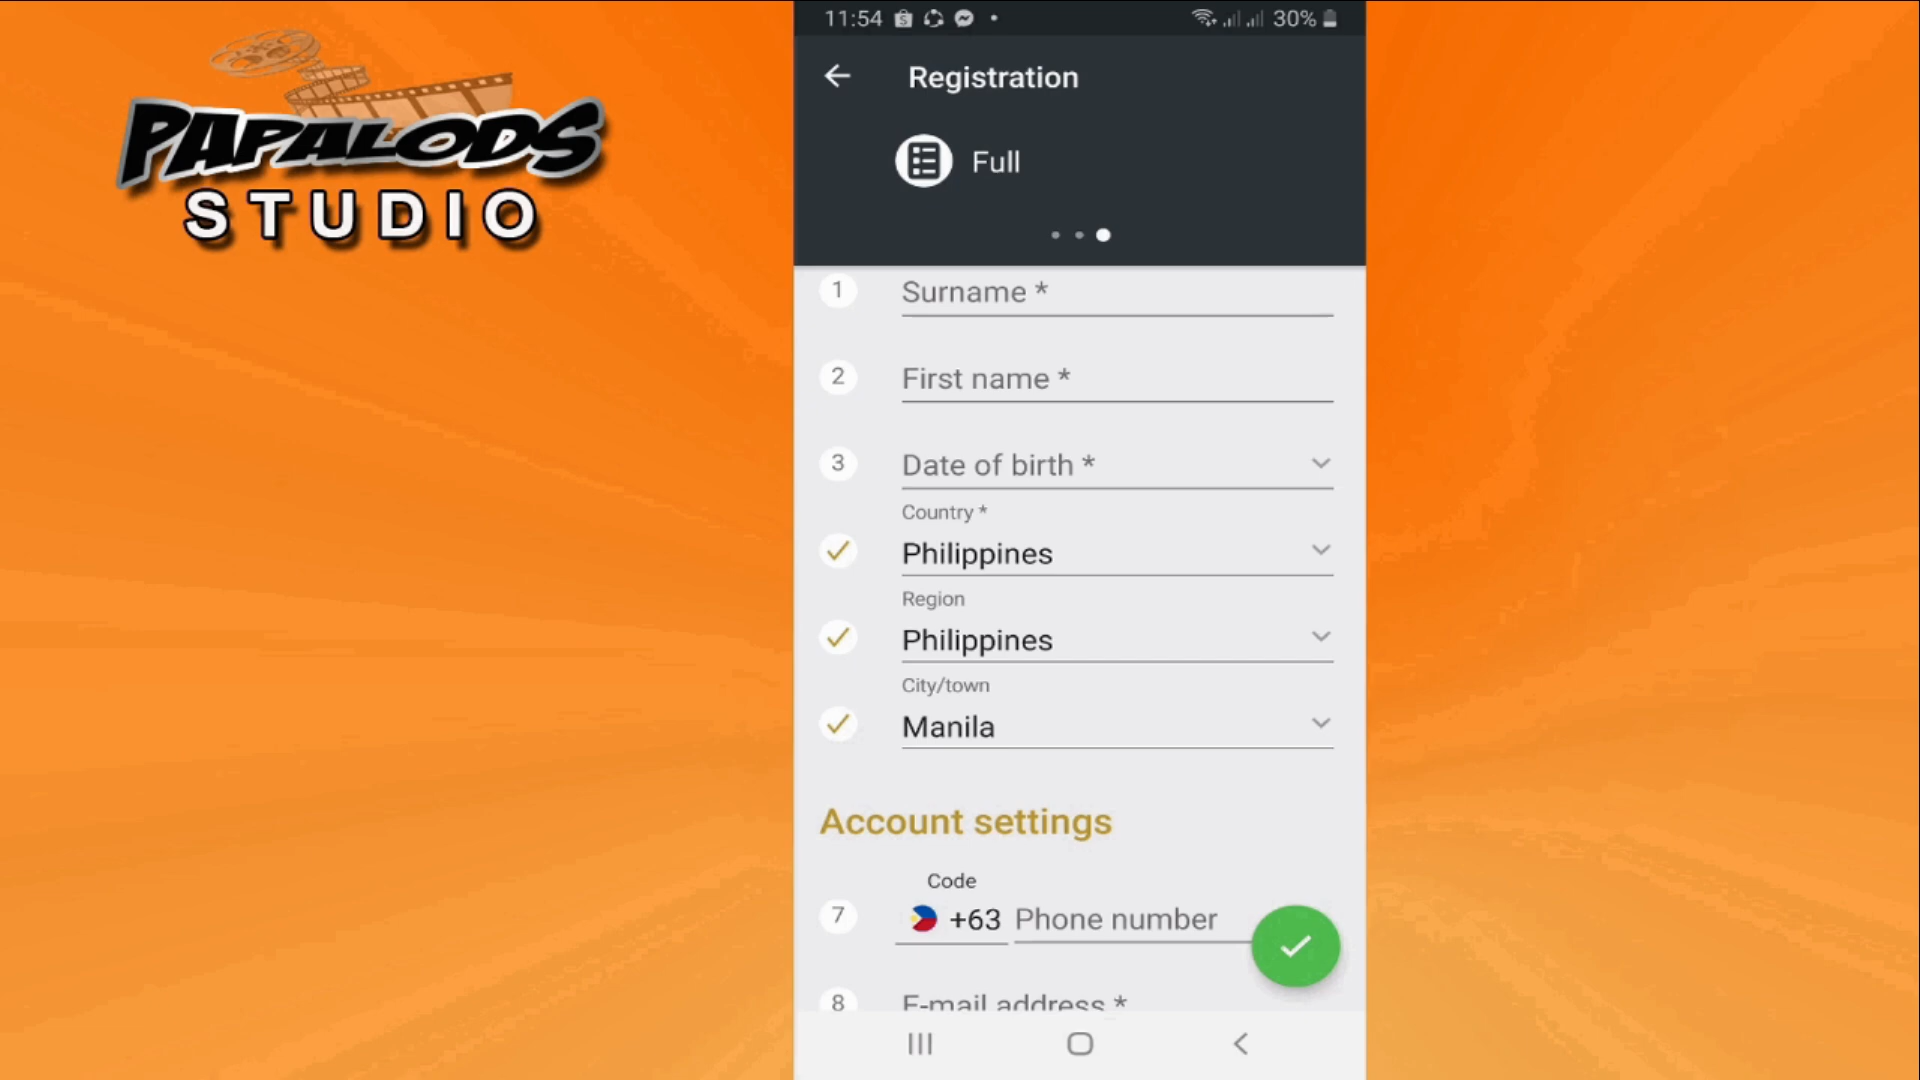 PAPALODS
STUDIO
11:54
30%
Registration
Full
1
Surname *
2
First name *
3
Date of birth *
Country *
Philippines
Region
Philippines
City/town
Manila
Account settings
Code
7
+63 Phone number
8
E-mail address *